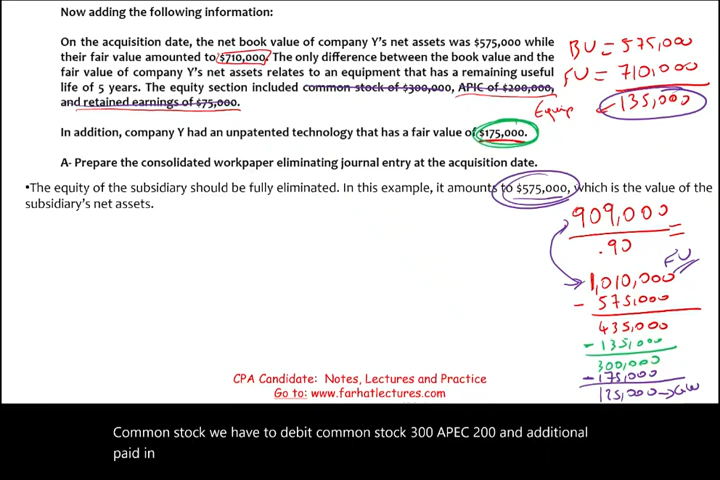 Now adding the following information:
On the acquisition date, the net book value of company Y's net assets was $575,000 while
their fair value amounted to $710,000. The only difference between the book value and the
fair value of company Y's net assets relates to an equipment that has a remaining useful
life of 5 years. The equity section included common stock of $300,000, APIC of $200,000,
and retained earnings of $75,000.
In addition, company Y had an unpatented technology that has a fair value of $175,000.
A- Prepare the consolidated workpaper eliminating journal entry at the acquisition date.
•The equity of the subsidiary should be fully eliminated. In this example, it amounts to $575,000, which is the value of the
subsidiary's net assets.
BV = 575,000
FV = 710,000
Equip ← 135,000
909,000 =
.90
FV
1,010,000
- 575,000
435,000
- 135,000
300,000
- 175,000
125,000 → GW
CPA Candidate: Notes, Lectures and Practice
Go to: www.farhatlectures.com
Common stock we have to debit common stock 300 APEC 200 and additional
paid in